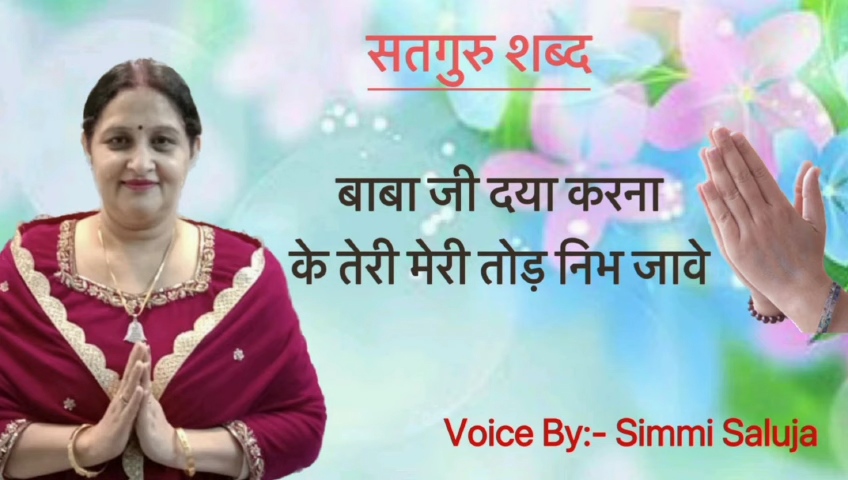 सतगुरु शब्द
बाबा जी दया करना
के तेरी मेरी तोड़ निभ जावे
Voice By:- Simmi Saluja